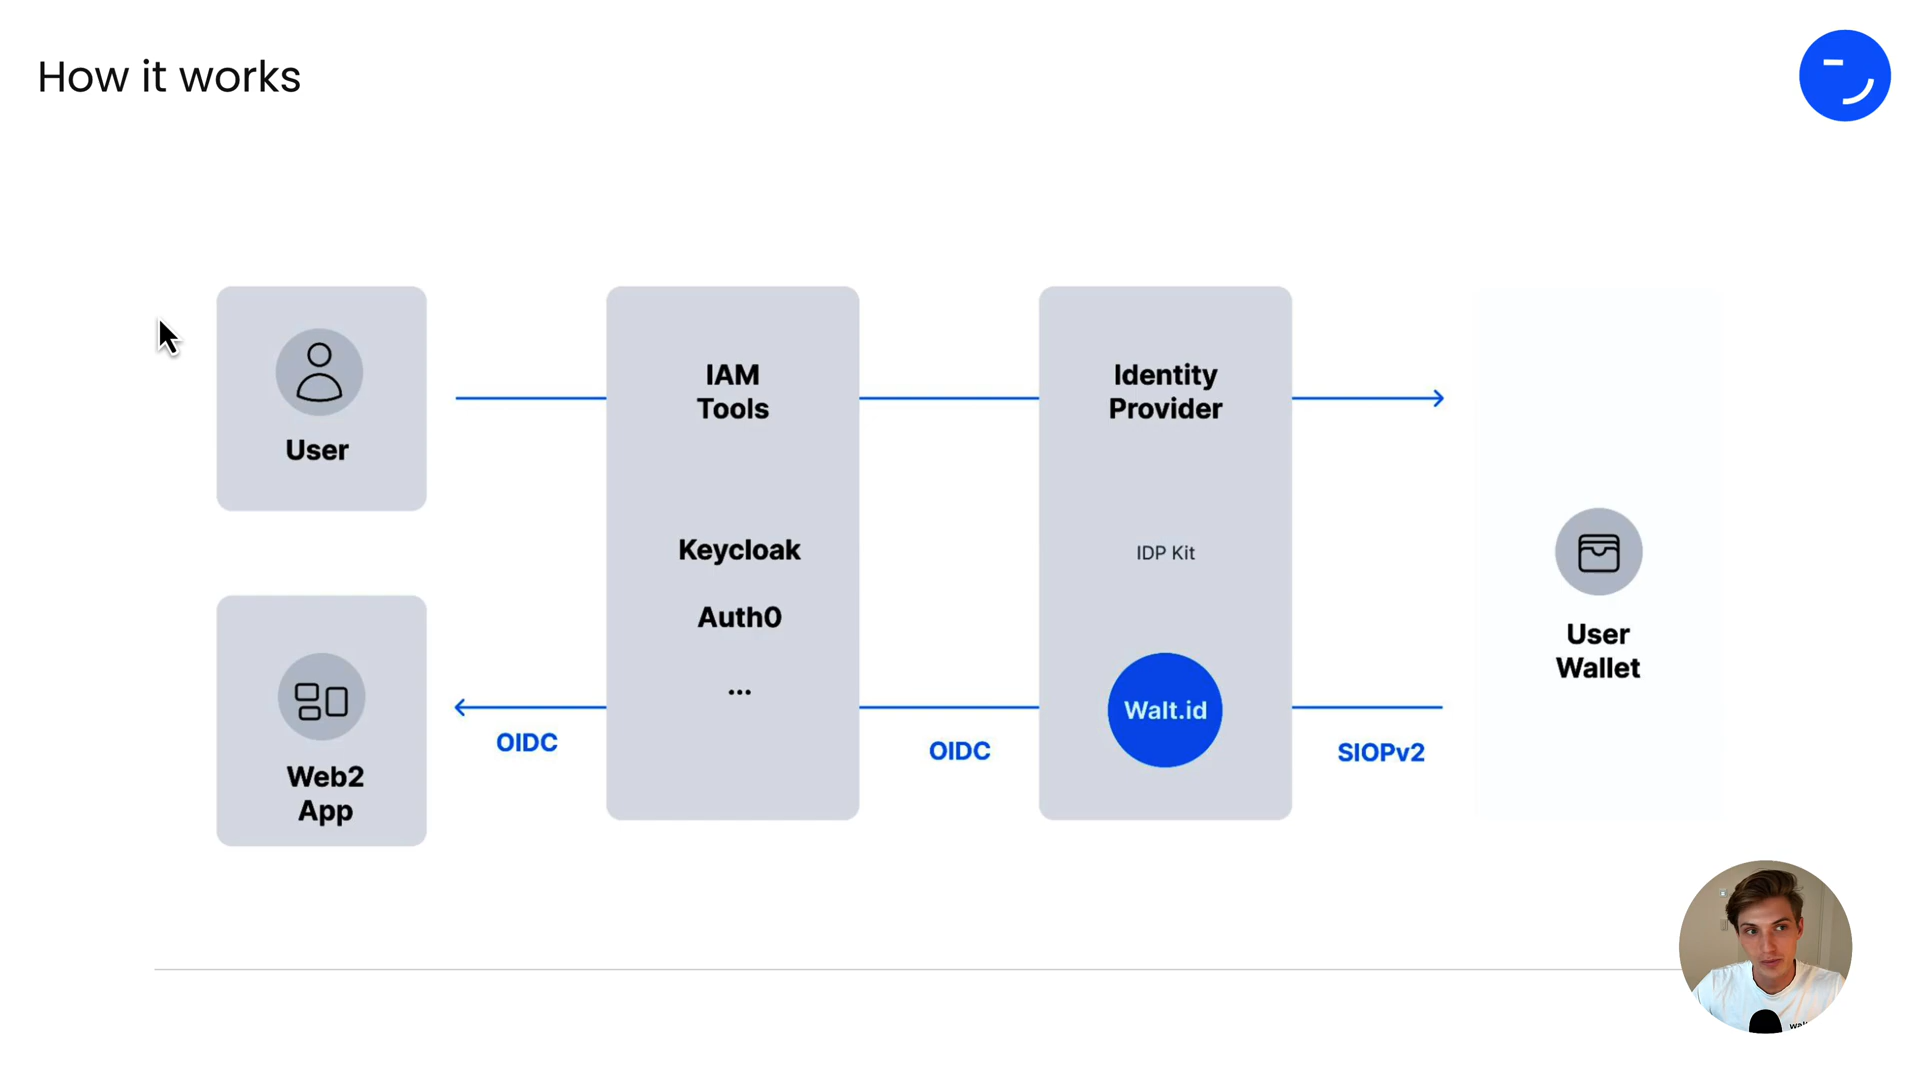 How it works
User
IAM
Tools
Identity
Provider
Keycloak
IDP Kit
Auth0
...
Walt.id
User
Wallet
OIDC
OIDC
SIOPv2
Web2
App